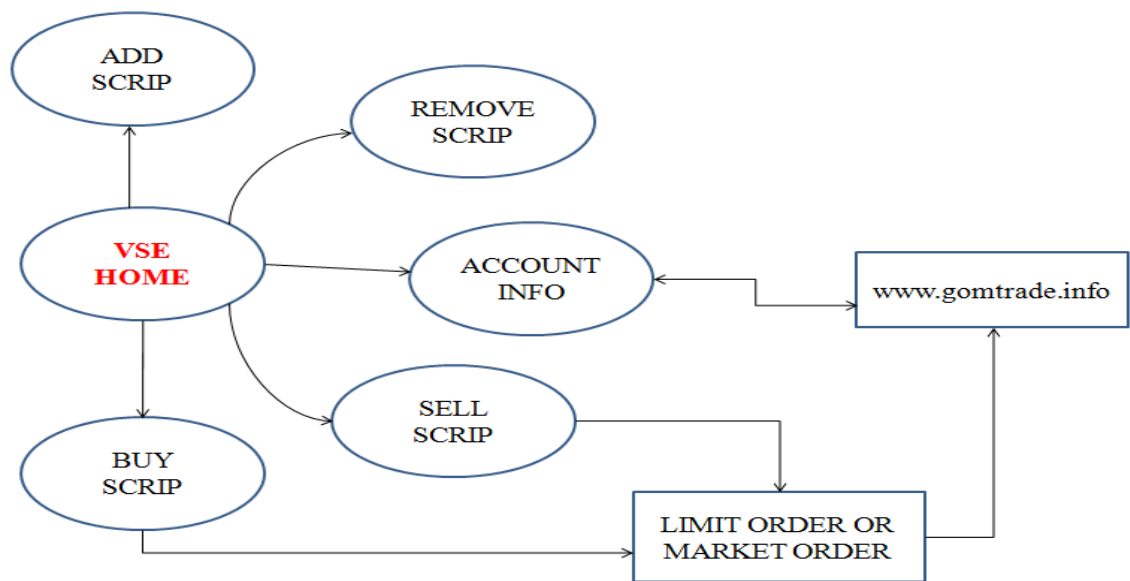 ADD
SCRIP
REMOVE
SCRIP
VSE
HOME
ACCOUNT
INFO
www.gomtrade.info
SELL
SCRIP
BUY
SCRIP
LIMIT ORDER OR
MARKET ORDER